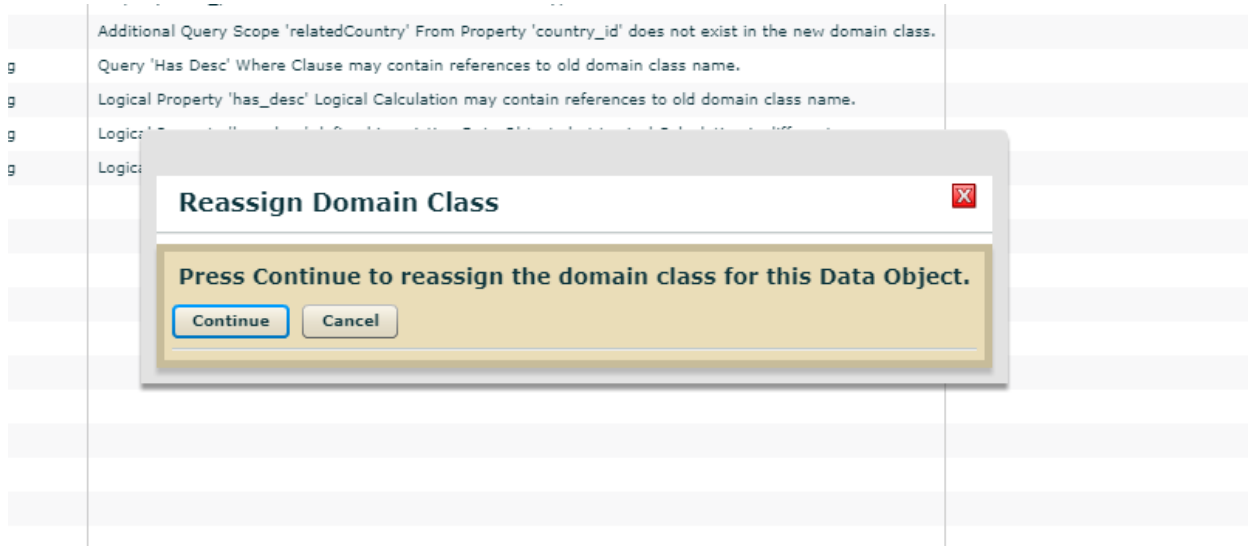 Additional Query Scope 'relatedCountry' From Property 'country_id' does not exist in the new domain class.
g Query 'Has Desc' Where Clause may contain references to old domain class name.
g Logical Property 'has_desc' Logical Calculation may contain references to old domain class name.
g
g
Reassign Domain Class
X
Press Continue to reassign the domain class for this Data Object.
Continue Cancel